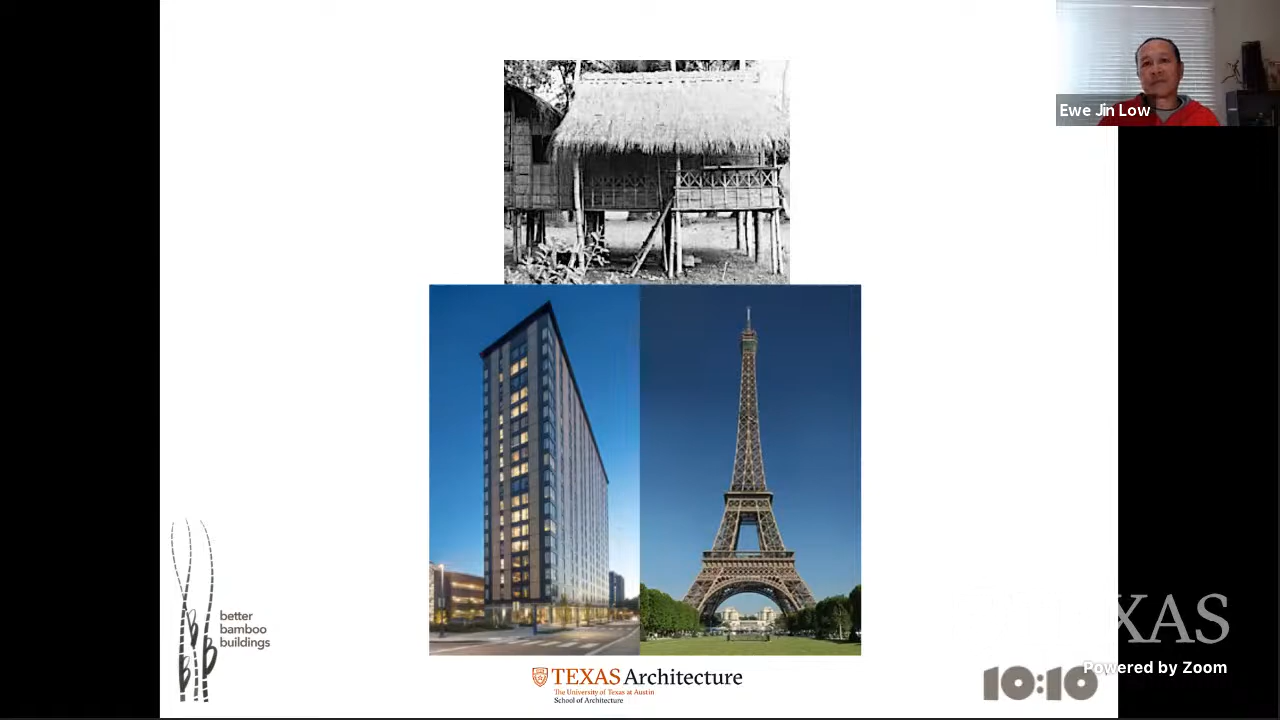 Ewe Jin Low
better
bamboo
buildings
TEXAS Architecture
The University of Texas at Austin
School of Architecture
10:10
XAS
Powered by Zoom